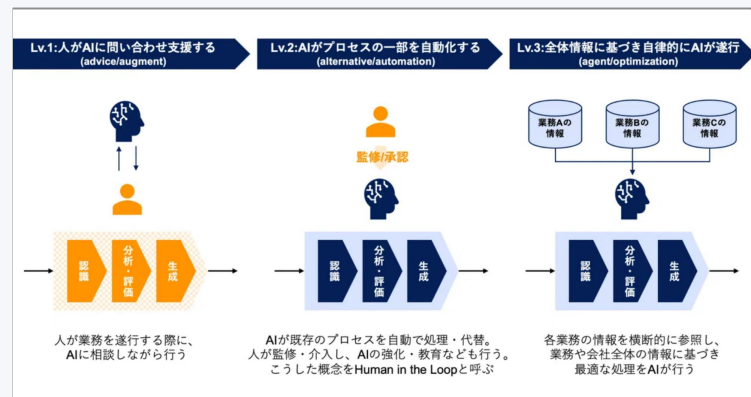 Lv.1:人がAIに問い合わせ支援する
(advice/augment)
Lv.2:AIがプロセスの一部を自動化する
(alternative/automation)
Lv.3:全体情報に基づき自律的にAIが遂行
(agent/optimization)
監修/承認
業務Aの
情報
業務Bの
情報
業務Cの
情報
認識
分析・評価
生成
認識
分析・評価
生成
認識
分析・評価
生成
人が業務を遂行する際に、
AIに相談しながら行う
AIが既存のプロセスを自動で処理・代替。
人が監修・介入し、AIの強化・教育なども行う。
こうした概念をHuman in the Loopと呼ぶ
各業務の情報を横断的に参照し、
業務や会社全体の情報に基づき
最適な処理をAIが行う